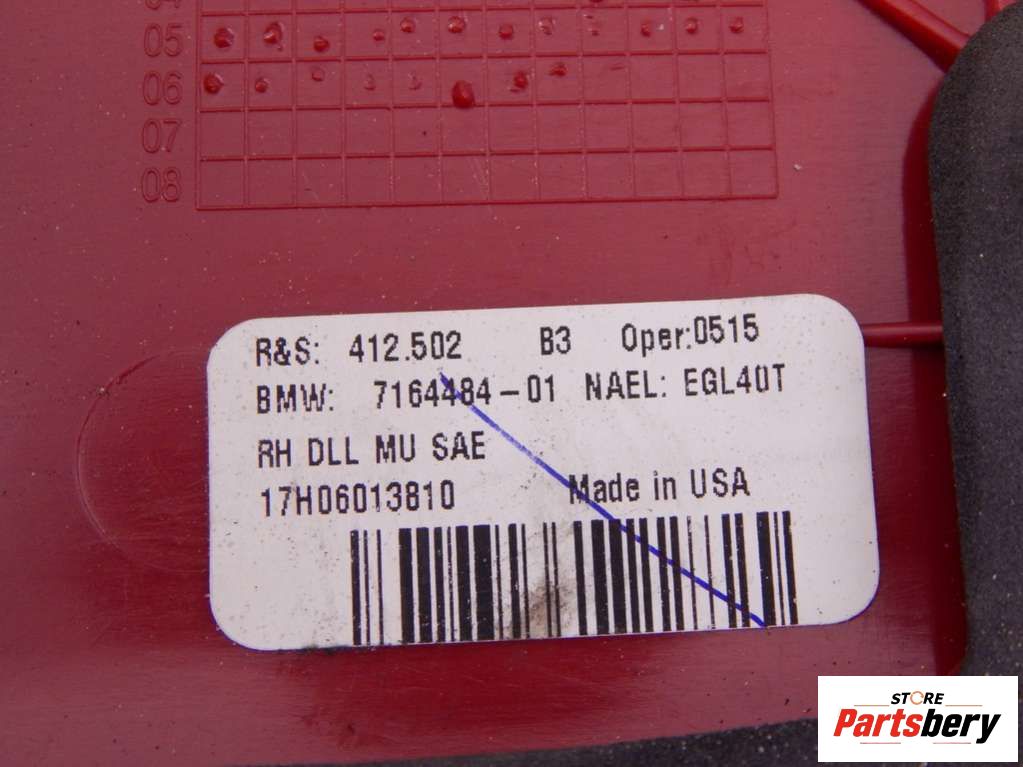 05
06
07
08
R&S: 412.502 B3 Oper:0515
BMW: 7164484-01 NAEL: EGL40T
RH DLL MU SAE
17H06013810 Made in USA
STORE
Partsbery